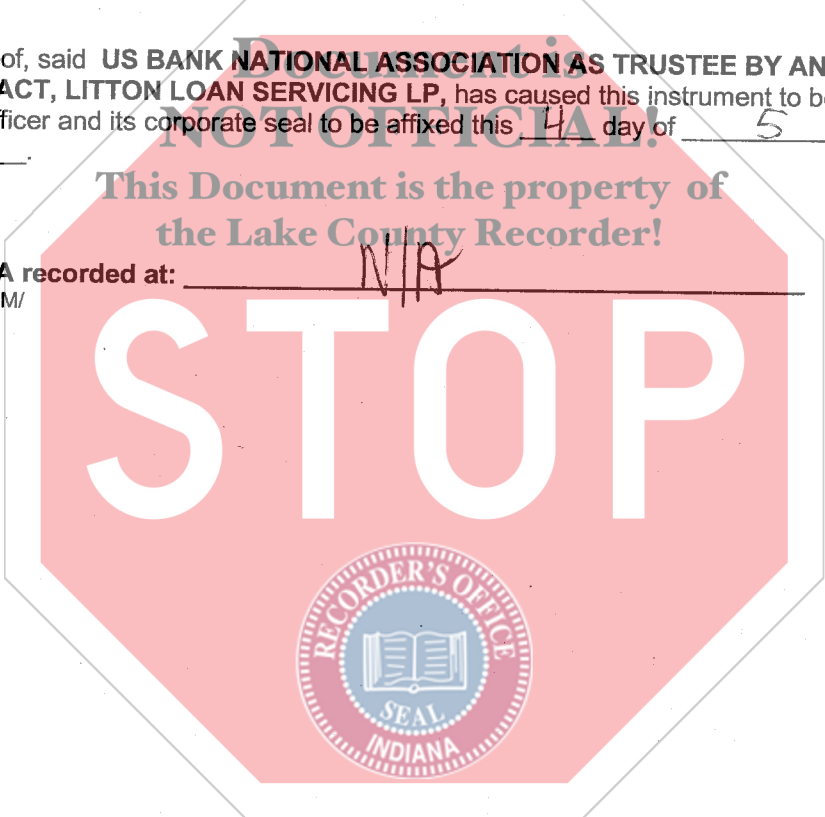 Document is
of, said US BANK NATIONAL ASSOCIATION AS TRUSTEE BY AN
ACT, LITTON LOAN SERVICING LP, has caused this instrument to b
ficer and its corporate seal to be affixed this 4 day of 5
NOT OFFICIAL!
This Document is the property of
the Lake County Recorder!
A recorded at: N/A
M/
STOP
RECORDER'S OFFICE
SEAL
INDIANA